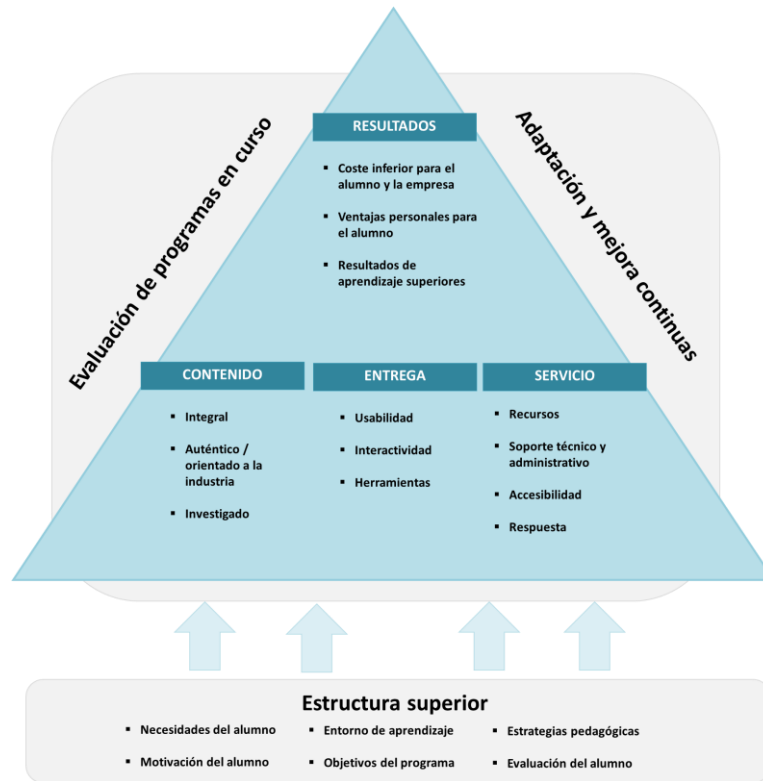 Evaluación de programas en curso
Adaptación y mejora continuas
RESULTADOS
▪ Coste inferior para el
alumno y la empresa
▪ Ventajas personales para
el alumno
▪ Resultados de
aprendizaje superiores
CONTENIDO
▪ Integral
▪ Auténtico /
orientado a la
industria
▪ Investigado
ENTREGA
▪ Usabilidad
▪ Interactividad
▪ Herramientas
SERVICIO
▪ Recursos
▪ Soporte técnico y
administrativo
▪ Accesibilidad
▪ Respuesta
Estructura superior
▪ Necesidades del alumno
▪ Entorno de aprendizaje
▪ Estrategias pedagógicas
▪ Motivación del alumno
▪ Objetivos del programa
▪ Evaluación del alumno